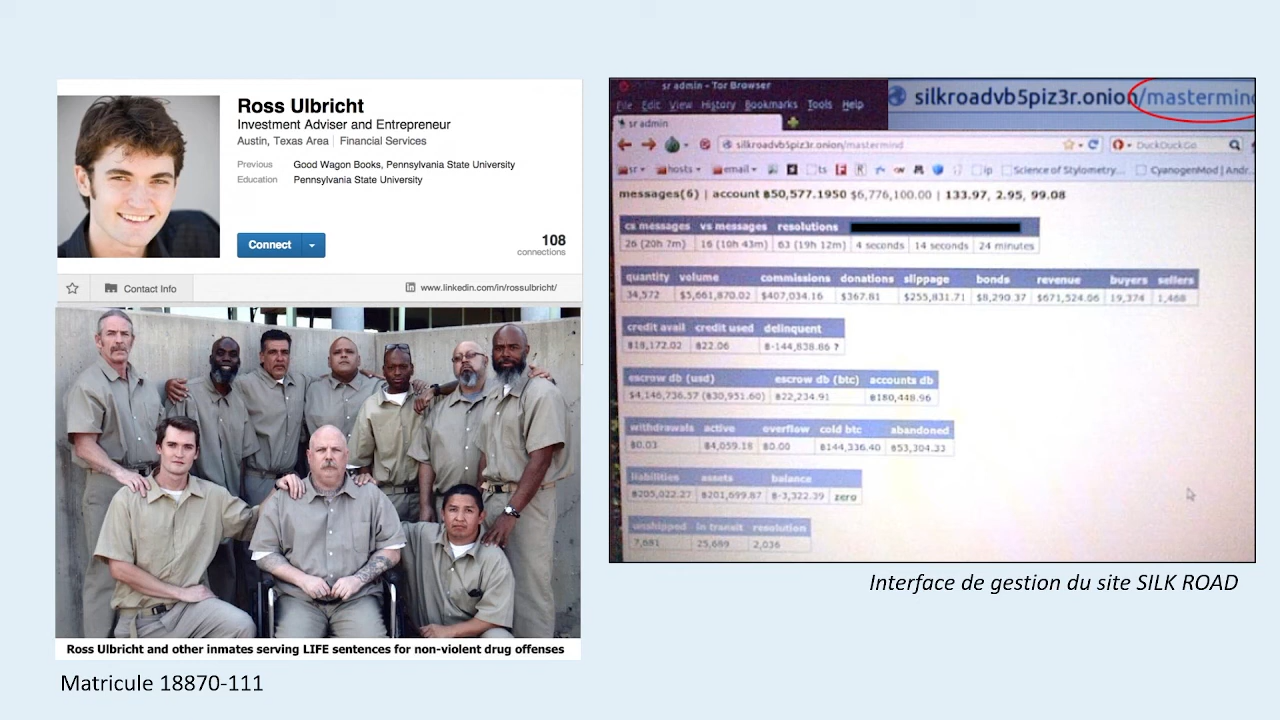 Ross Ulbricht
Investment Adviser and Entrepreneur
Austin, Texas Area | Financial Services
Previous Good Wagon Books, Pennsylvania State University
Education Pennsylvania State University
Connect
108
connections
Contact Info
www.linkedin.com/in/rossulbricht/
Ross Ulbricht and other inmates serving LIFE sentences for non-violent drug offenses
Matricule 18870-111
sr admin - Tor Browser
File Edit View History Bookmarks Tools Help
silkroadvb5piz3r.onion/mastermind
sr admin
silkroadvb5piz3r.onion/mastermind
DuckDuckGo
sr hosts email ts ip Science of Stylometry... CyanogenMod | Andr...
messages(6) | account ฿50,577.1950 $6,776,100.00 | 133.97, 2.95, 99.08
cs messages vs messages resolutions
26 (20h 7m) 16 (10h 43m) 63 (19h 12m) 4 seconds 14 seconds 24 minutes
quantity volume commissions donations slippage bonds revenue buyers sellers
34,572 $5,661,870.02 $407,034.16 $367.81 $255,831.71 $8,290.37 $671,524.06 19,374 1,468
credit avail credit used delinquent
฿18,172.02 ฿22.06 ฿-144,838.86 ?
escrow db (usd) escrow db (btc) accounts db
$4,146,736.57 (฿30,951.60) ฿22,234.91 ฿180,448.96
withdrawals active overflow cold btc abandoned
฿0.03 ฿4,059.18 ฿0.00 ฿144,336.40 ฿53,304.33
liabilities assets balance
฿205,022.27 ฿201,699.87 ฿-3,322.39 zero
unshipped in transit resolution
7,681 25,689 2,036
Interface de gestion du site SILK ROAD